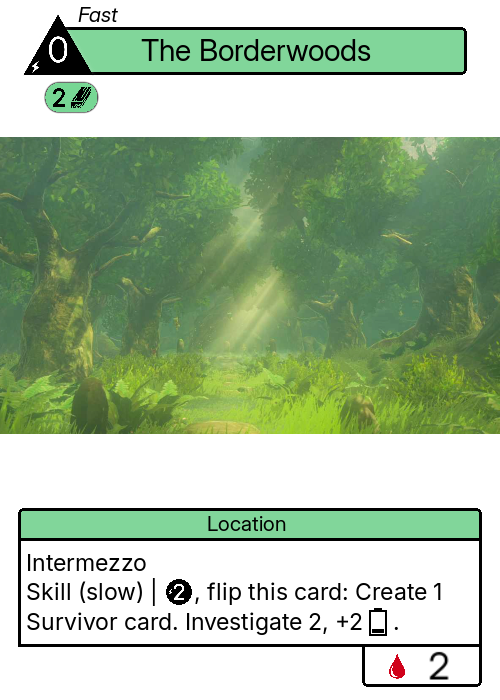 Fast
0 The Borderwoods
2
Location
Intermezzo
Skill (slow) | 2, flip this card: Create 1
Survivor card. Investigate 2, +2 .
2